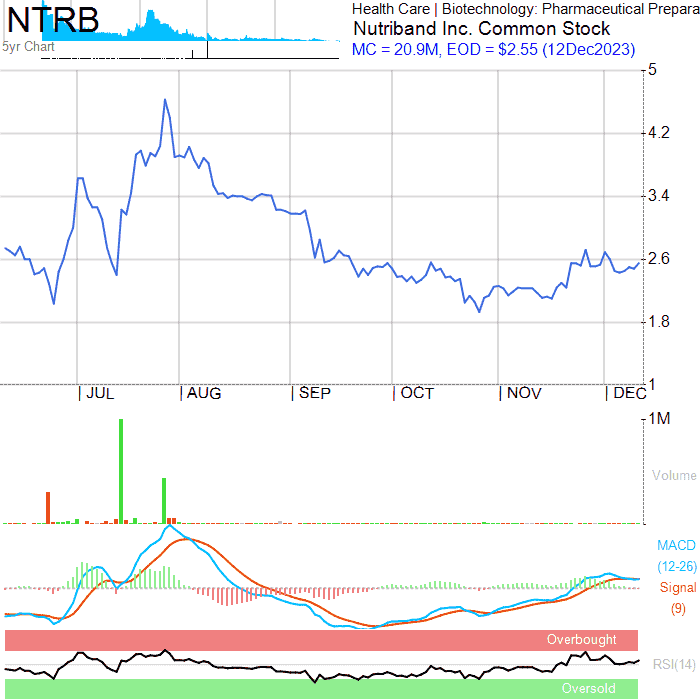 NTRB
5yr Chart
Health Care | Biotechnology: Pharmaceutical Prepara
Nutriband Inc. Common Stock
MC = 20.9M, EOD = $2.55 (12Dec2023)
5
4.2
3.4
2.6
1.8
1
| JUL | AUG | SEP | OCT | NOV | DEC
1M
Volume
MACD
(12-26)
Signal
(9)
Overbought
RSI(14)
Oversold